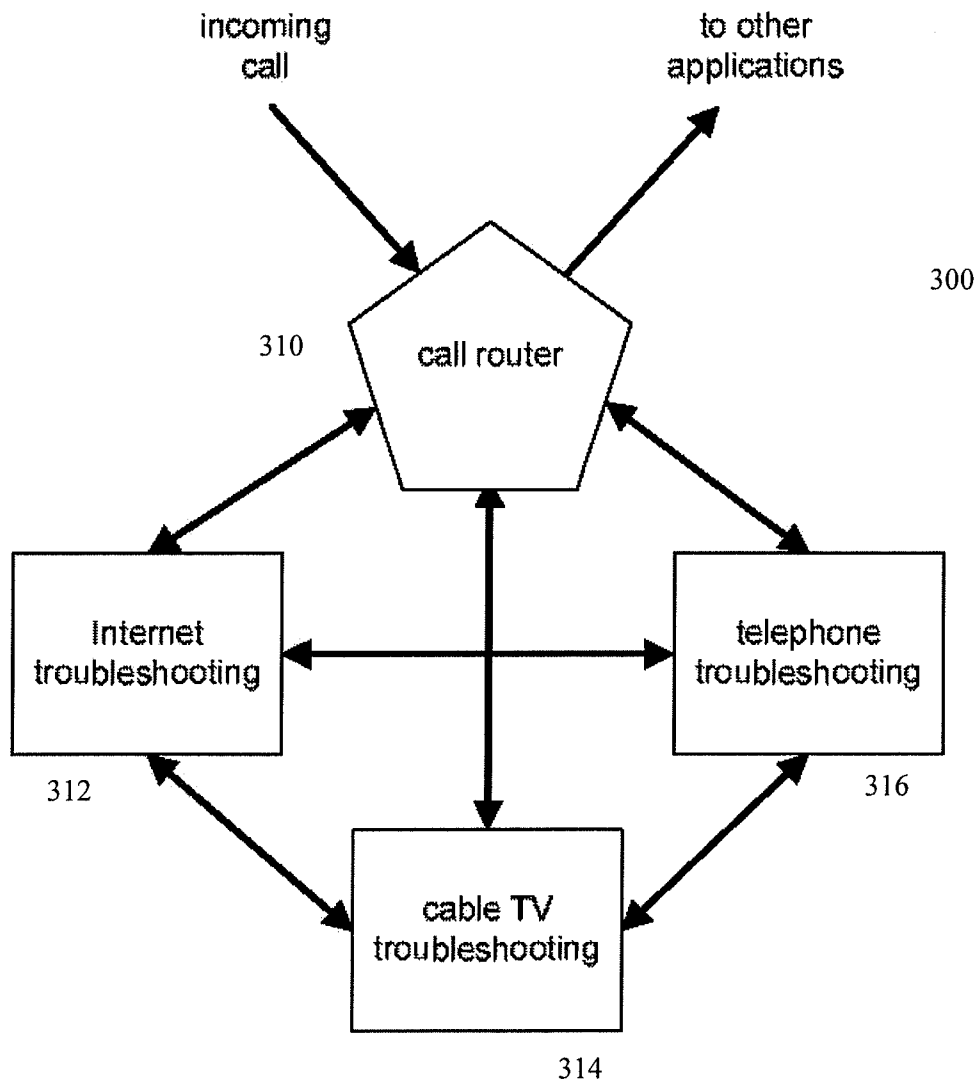 incoming
call
to other
applications
300
310
call router
Internet
troubleshooting
telephone
troubleshooting
312
316
cable TV
troubleshooting
314